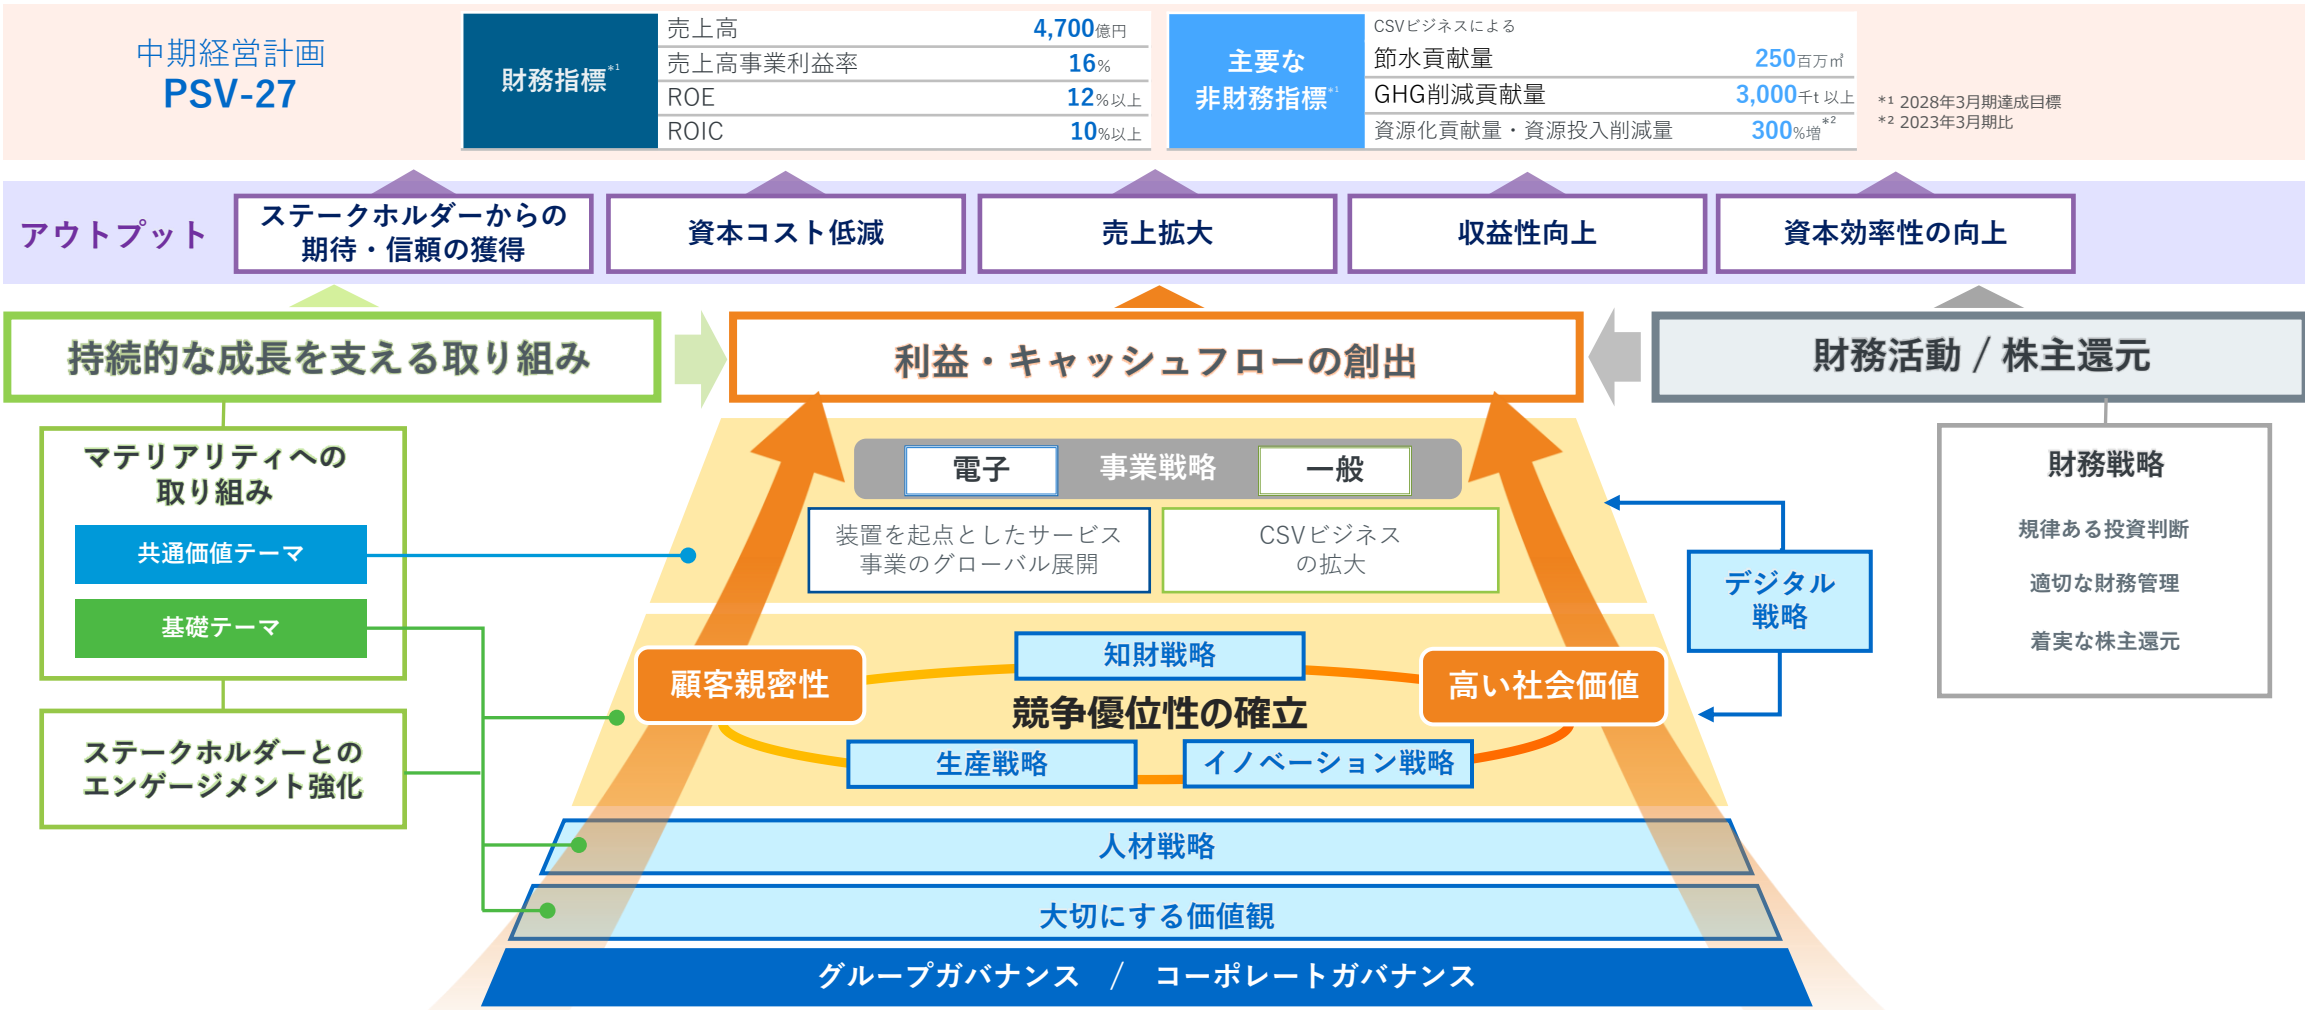 中期経営計画
PSV-27
財務指標*1
売上高 4,700億円
売上高事業利益率 16%
ROE 12%以上
ROIC 10%以上
主要な
非財務指標*1
CSVビジネスによる
節水貢献量 250百万㎥
GHG削減貢献量 3,000千t 以上
資源化貢献量・資源投入削減量 300%増*2
*1 2028年3月期達成目標
*2 2023年3月期比
アウトプット
ステークホルダーからの
期待・信頼の獲得
資本コスト低減
売上拡大
収益性向上
資本効率性の向上
持続的な成長を支える取り組み
利益・キャッシュフローの創出
財務活動 / 株主還元
マテリアリティへの
取り組み
共通価値テーマ
基礎テーマ
ステークホルダーとの
エンゲージメント強化
電子 事業戦略 一般
装置を起点としたサービス
事業のグローバル展開
CSVビジネス
の拡大
顧客親密性
知財戦略
高い社会価値
競争優位性の確立
生産戦略
イノベーション戦略
デジタル
戦略
財務戦略
規律ある投資判断
適切な財務管理
着実な株主還元
人材戦略
大切にする価値観
グループガバナンス / コーポレートガバナンス